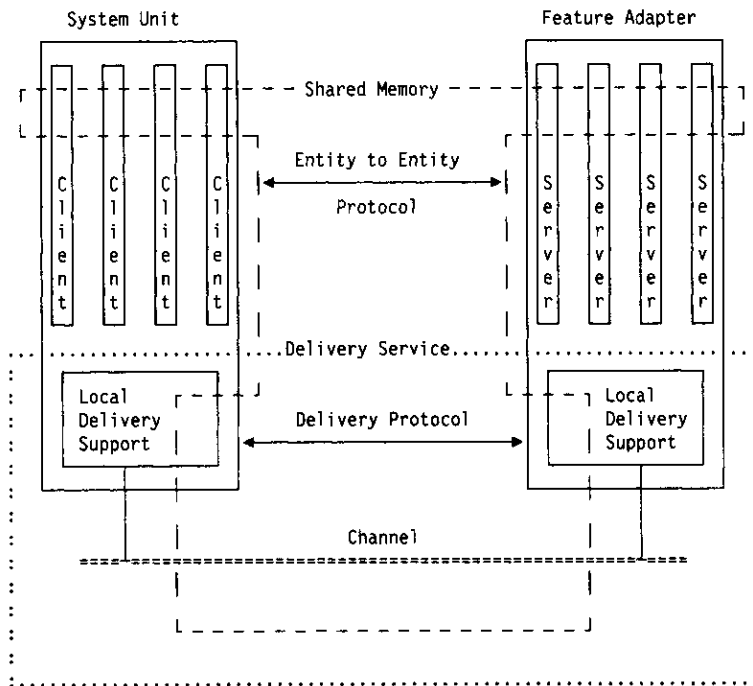 System Unit
Feature Adapter
Shared Memory
Entity to Entity
Protocol
Client
Client
Client
Client
Server
Server
Server
Server
Delivery Service
Local
Delivery
Support
Delivery Protocol
Local
Delivery
Support
Channel